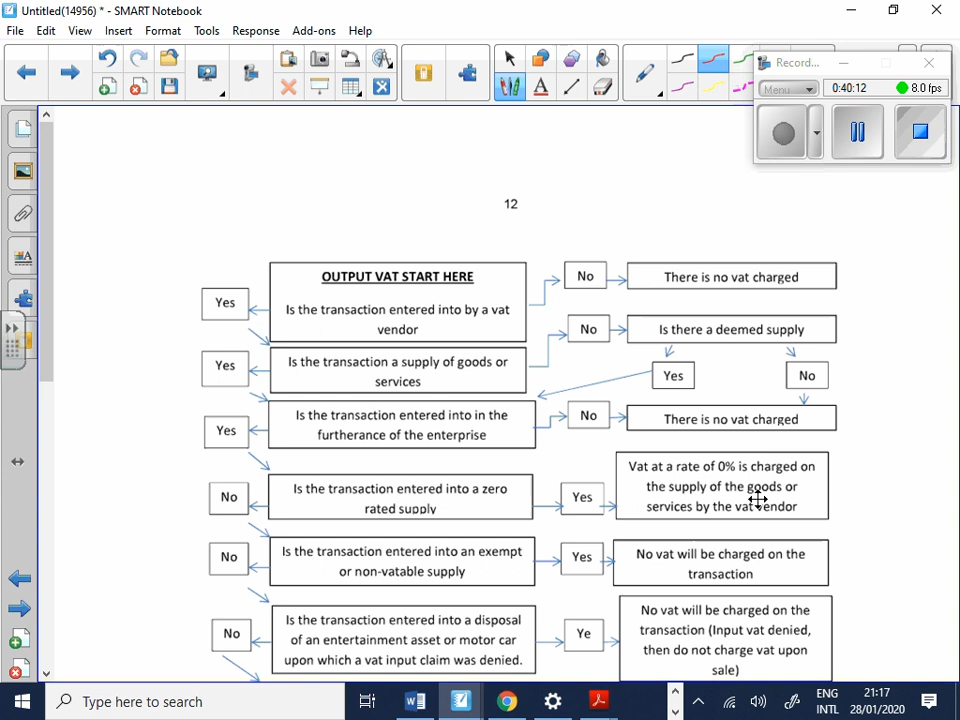 Untitled(14956) * - SMART Notebook
File Edit View Insert Format Tools Response Add-ons Help
Record...
Menu 0:40:12 8.0 fps
12
OUTPUT VAT START HERE
Is the transaction entered into by a vat
vendor
Yes
No
There is no vat charged
Is the transaction a supply of goods or
services
Yes
No
Is there a deemed supply
Yes
No
Is the transaction entered into in the
furtherance of the enterprise
Yes
No
There is no vat charged
Is the transaction entered into a zero
rated supply
No
Yes
Vat at a rate of 0% is charged on
the supply of the goods or
services by the vat vendor
Is the transaction entered into an exempt
or non-vatable supply
No
Yes
No vat will be charged on the
transaction
Is the transaction entered into a disposal
of an entertainment asset or motor car
upon which a vat input claim was denied.
No
Ye
No vat will be charged on the
transaction (Input vat denied,
then do not charge vat upon
sale)
Type here to search
ENG
INTL
21:17
28/01/2020